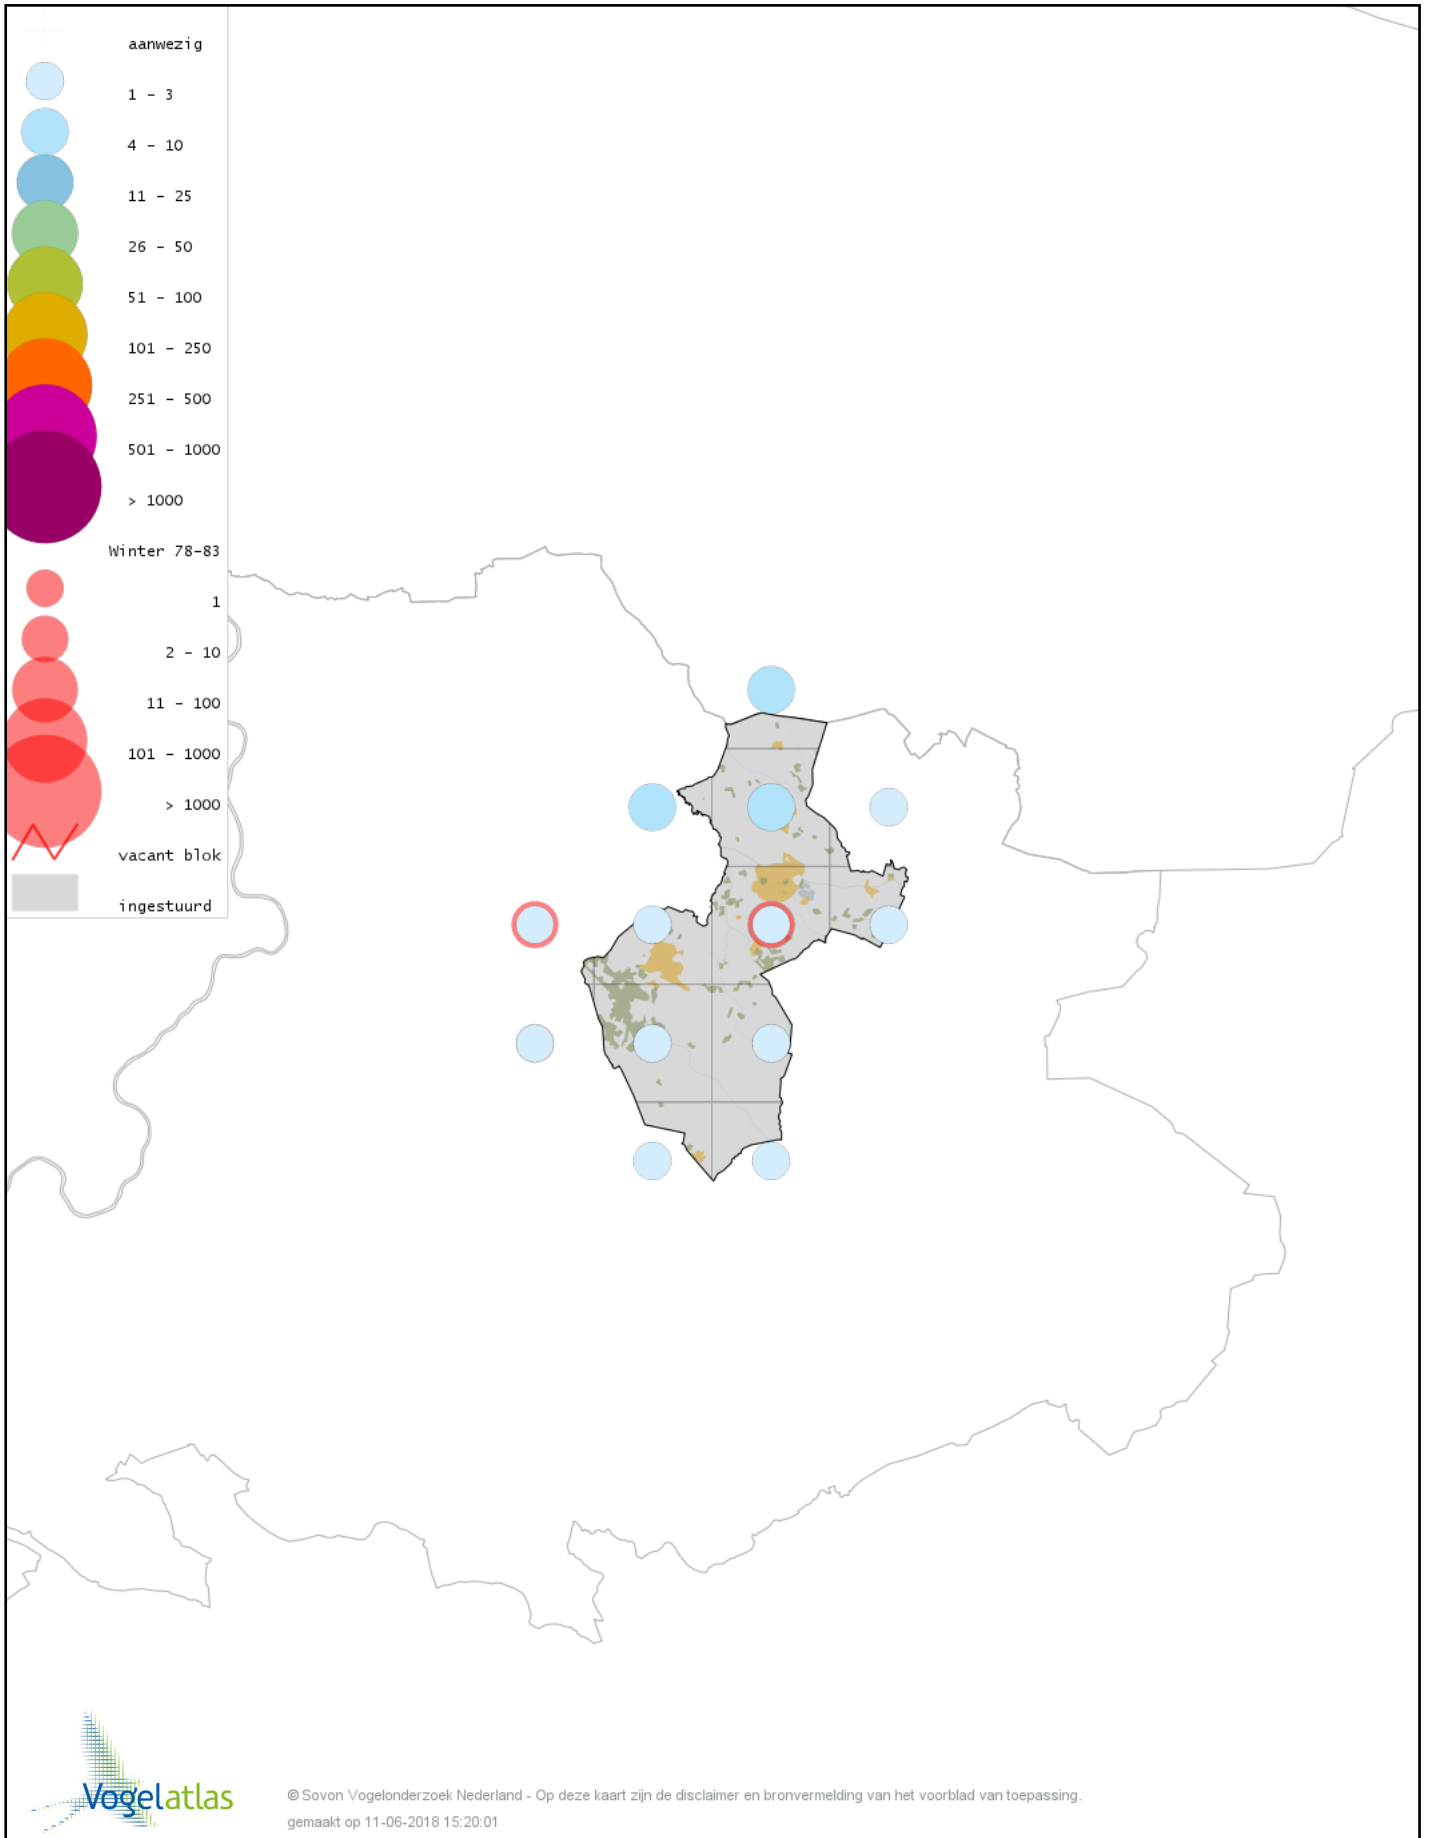 aanwezig
1 - 3
4 - 10
11 - 25
26 - 50
51 - 100
101 - 250
251 - 500
501 - 1000
> 1000
Winter 78-83
1
2 - 10
11 - 100
101 - 1000
> 1000
vacant blok
ingestuurd
Vogelatlas
© Sovon Vogelonderzoek Nederland - Op deze kaart zijn de disclaimer en bronvermelding van het voorblad van toepassing.
gemaakt op 11-06-2018 15:20:01